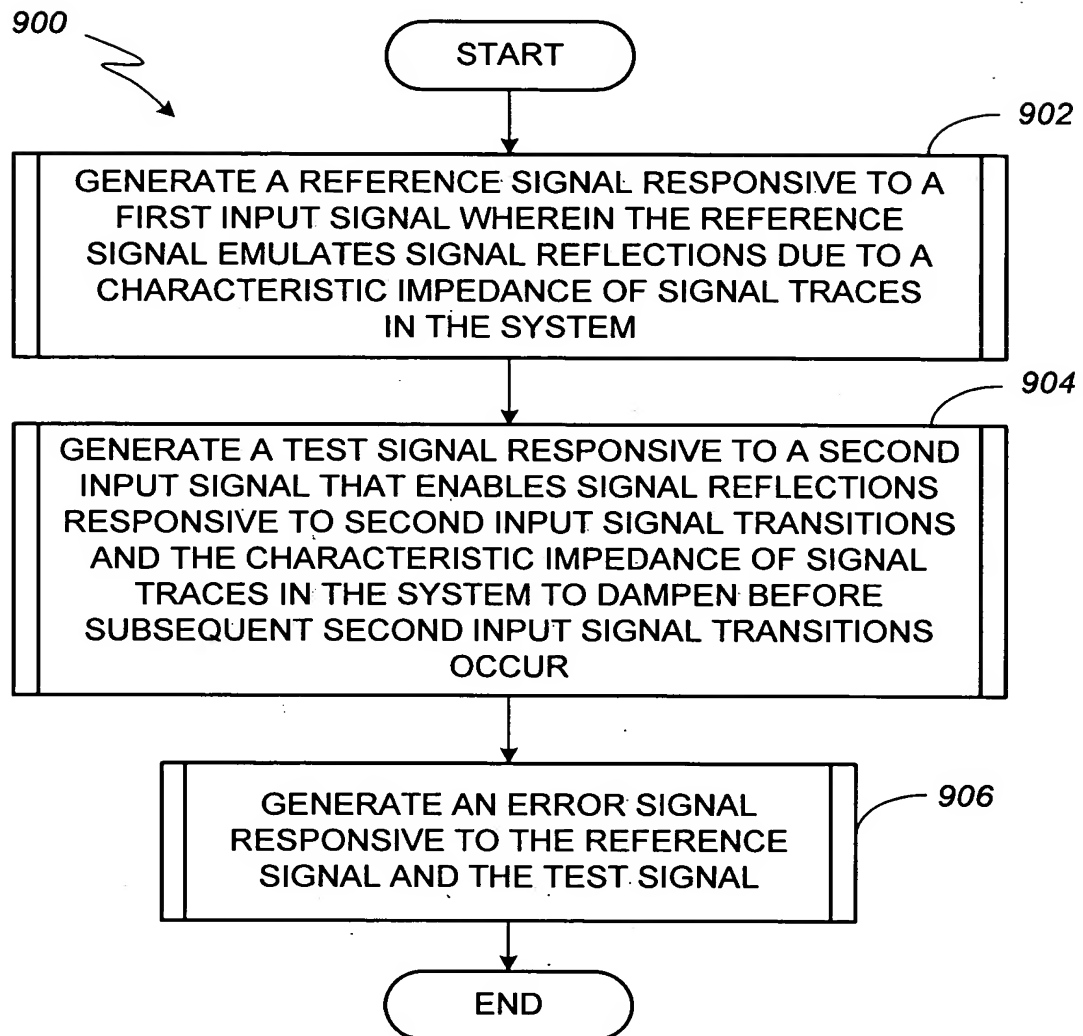 900
START
902
GENERATE A REFERENCE SIGNAL RESPONSIVE TO A
FIRST INPUT SIGNAL WHEREIN THE REFERENCE
SIGNAL EMULATES SIGNAL REFLECTIONS DUE TO A
CHARACTERISTIC IMPEDANCE OF SIGNAL TRACES
IN THE SYSTEM
904
GENERATE A TEST SIGNAL RESPONSIVE TO A SECOND
INPUT SIGNAL THAT ENABLES SIGNAL REFLECTIONS
RESPONSIVE TO SECOND INPUT SIGNAL TRANSITIONS
AND THE CHARACTERISTIC IMPEDANCE OF SIGNAL
TRACES IN THE SYSTEM TO DAMPEN BEFORE
SUBSEQUENT SECOND INPUT SIGNAL TRANSITIONS
OCCUR
906
GENERATE AN ERROR SIGNAL
RESPONSIVE TO THE REFERENCE
SIGNAL AND THE TEST SIGNAL
END